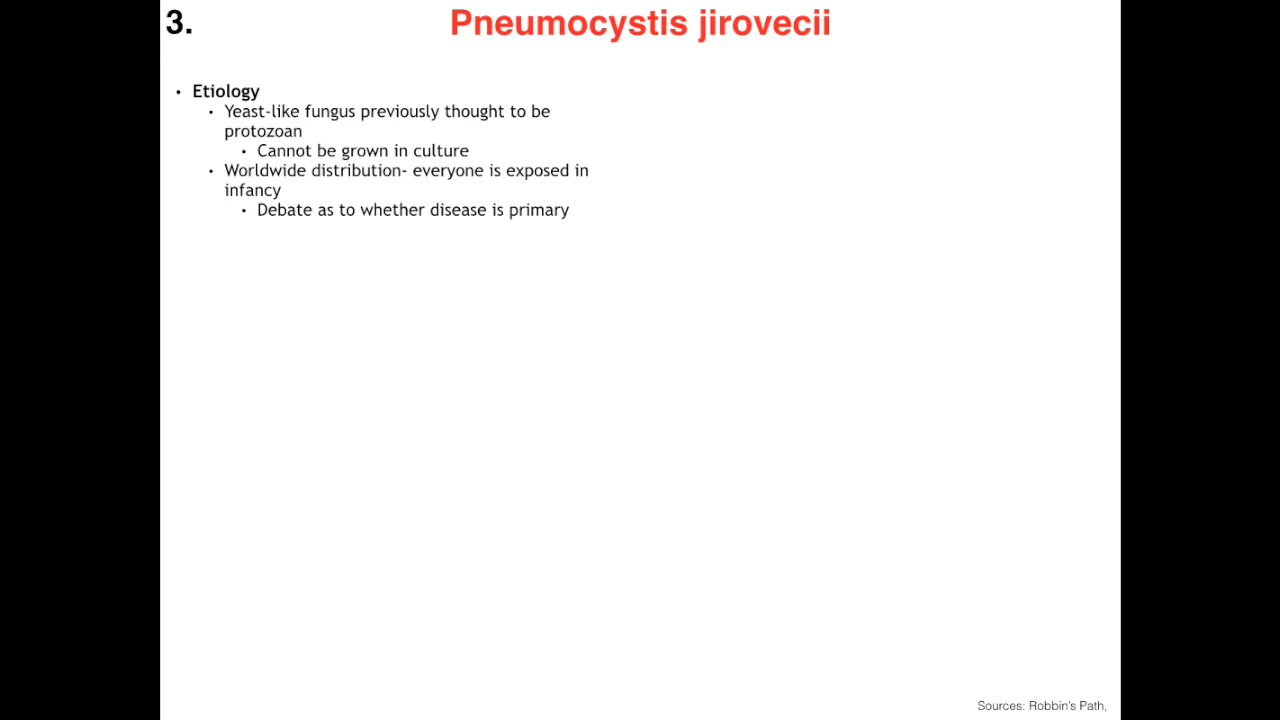 3.
Pneumocystis jirovecii
• Etiology
• Yeast-like fungus previously thought to be
protozoan
• Cannot be grown in culture
• Worldwide distribution- everyone is exposed in
infancy
• Debate as to whether disease is primary
Sources: Robbin's Path,